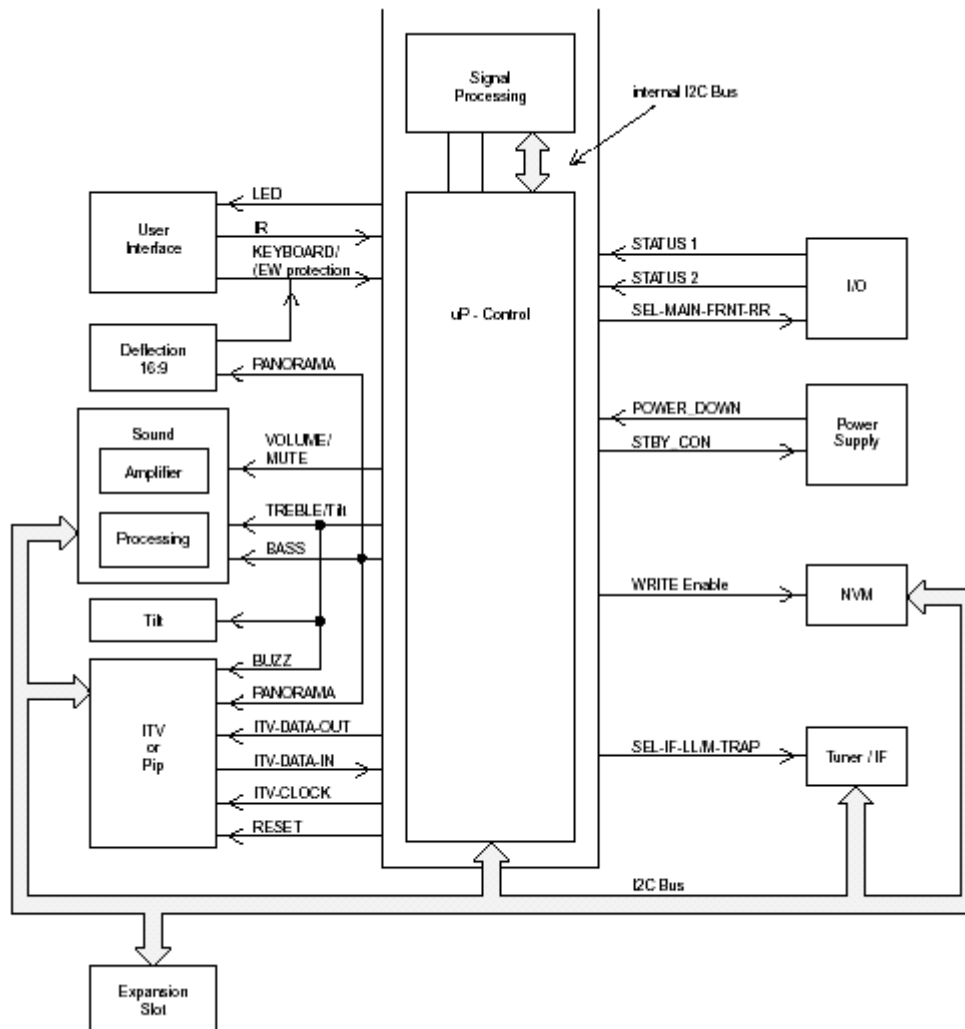 Signal
Processing
internal I2C Bus
LED
User
Interface
IR
KEYBOARD/
(EW protection
STATUS 1
STATUS 2
I/O
SEL-MAIN-FRNT-RR
uP - Control
Deflection
16:9
PANORAMA
POWER_DOWN
Power
Supply
STBY_CON
Sound
Amplifier
VOLUME/
MUTE
Processing
TREBLE/Tilt
BASS
WRITE Enable
NVM
Tilt
BUZZ
PANORAMA
ITV
or
Pip
ITV-DATA-OUT
ITV-DATA-IN
ITV-CLOCK
RESET
SEL-IF-LL/M-TRAP
Tuner / IF
I2C Bus
Expansion
Slot